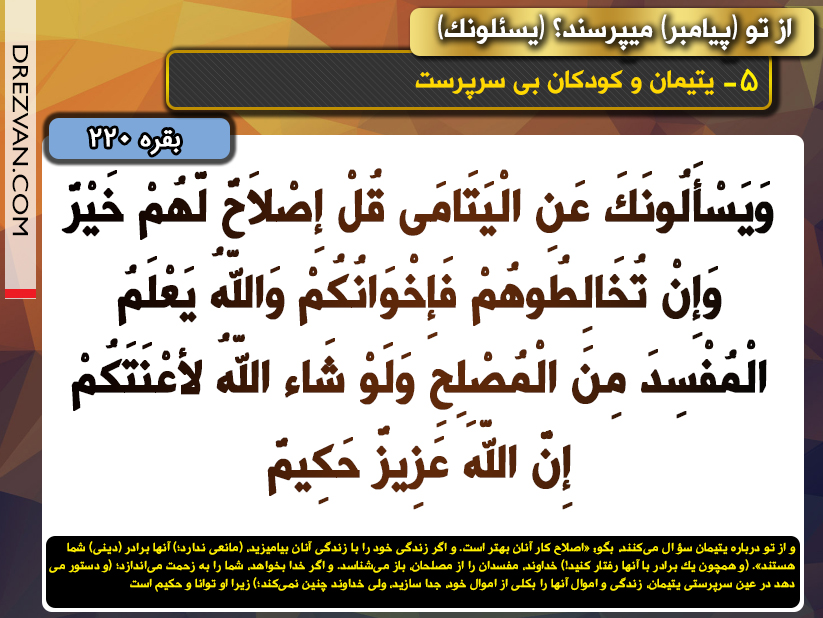 از تو (پیامبر) میپرسند؟ (یسئلونك)
۵- یتیمان و کودکان بی سرپرست
بقره ۲۲۰
DREZVAN.COM
وَيَسْأَلُونَكَ عَنِ الْيَتَامَى قُلْ إِصْلاَحٌ لَّهُمْ خَيْرٌ
وَإِنْ تُخَالِطُوهُمْ فَإِخْوَانُكُمْ وَاللّهُ يَعْلَمُ
الْمُفْسِدَ مِنَ الْمُصْلِحِ وَلَوْ شَاء اللّهُ لأعْنَتَكُمْ
إِنَّ اللّهَ عَزِيزٌ حَكِيمٌ
و از تو درباره یتیمان سؤ ال می‌کنند، بگو: «اصلاح کار آنان بهتر است. و اگر زندگی خود را با زندگی آنان بیامیزید، (مانعی ندارد؛) آنها برادر (دینی) شما
هستند». (و همچون یك برادر با آنها رفتار کنید!) خداوند، مفسدان را از مصلحان، باز می‌شناسد. و اگر خدا بخواهد، شما را به زحمت می‌اندازد؛ (و دستور می
دهد در عین سرپرستی یتیمان، زندگی و اموال آنها را بکلی از اموال خود، جدا سازید، ولی خداوند چنین نمی‌کند؛) زیرا او توانا و حکیم است